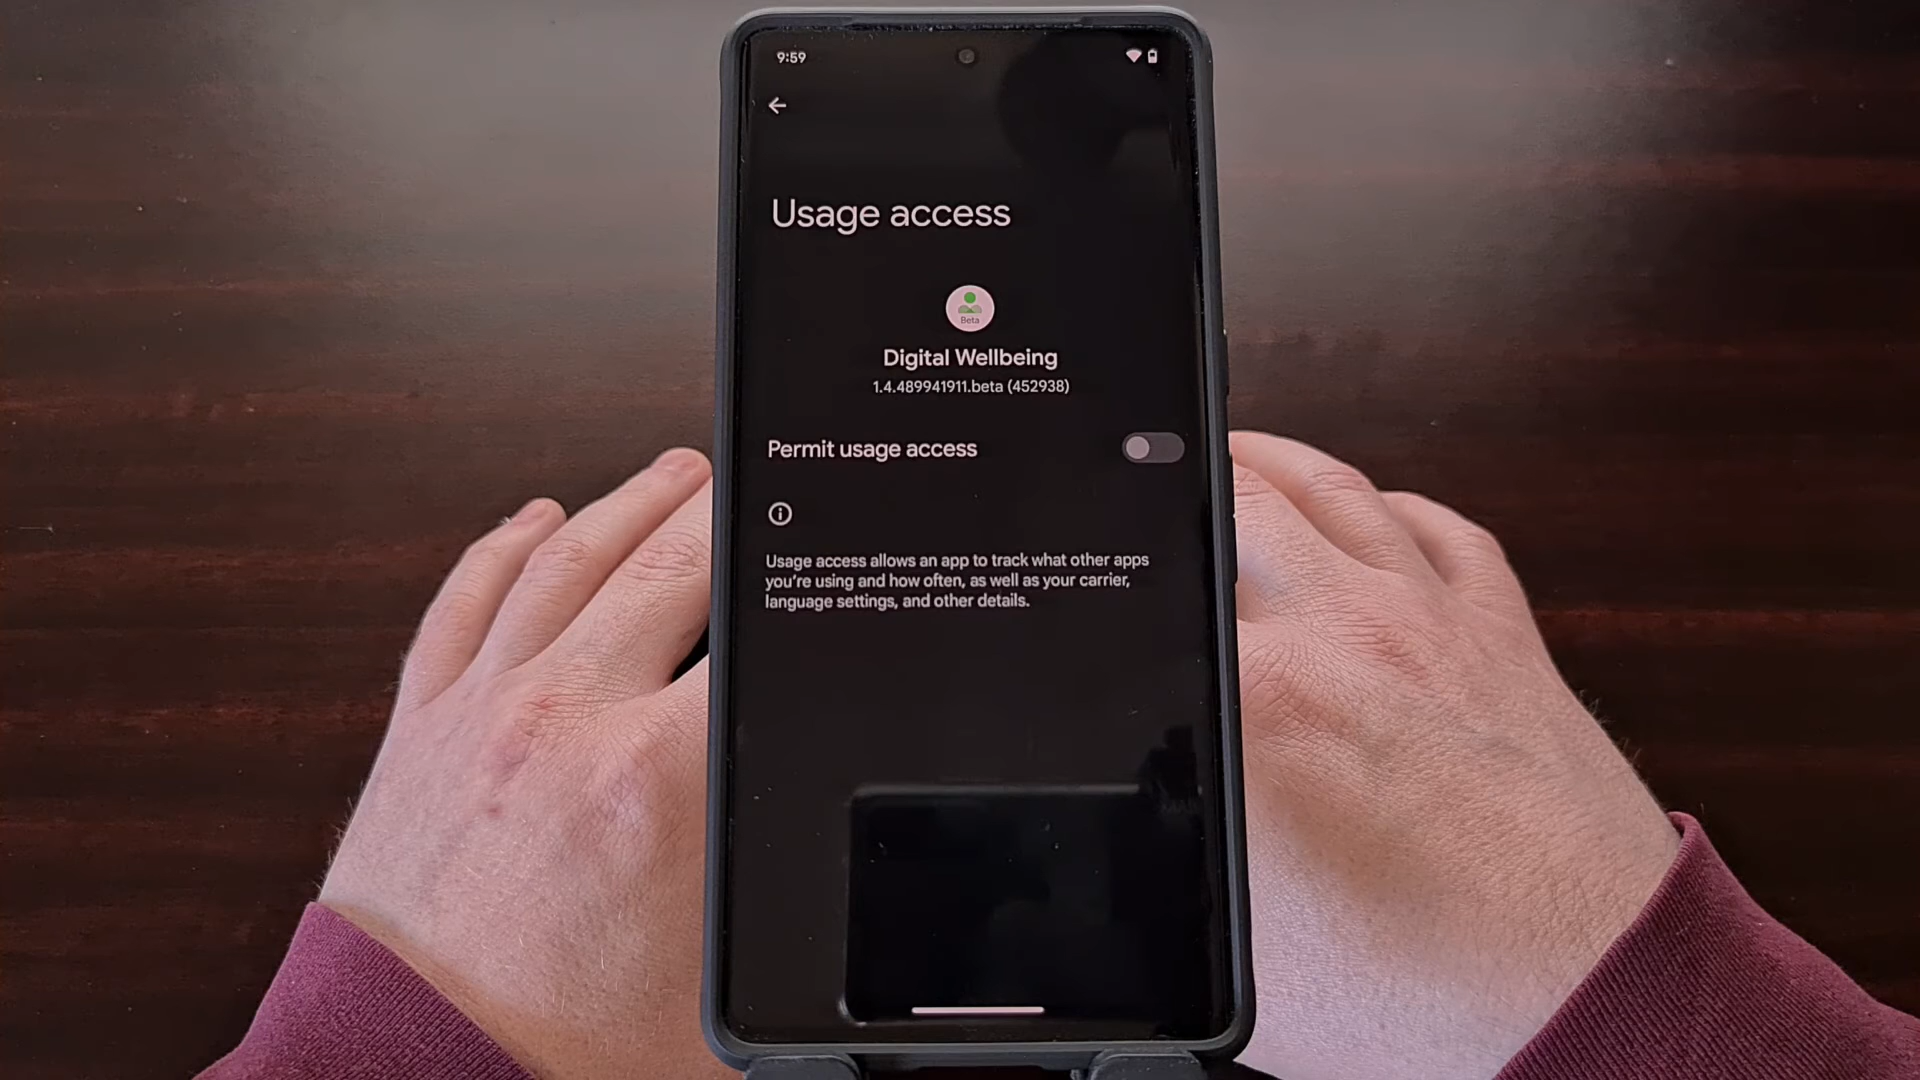 9:59
Usage access
Beta
Digital Wellbeing
1.4.489941911.beta (452938)
Permit usage access
Usage access allows an app to track what other apps
you're using and how often, as well as your carrier,
language settings, and other details.